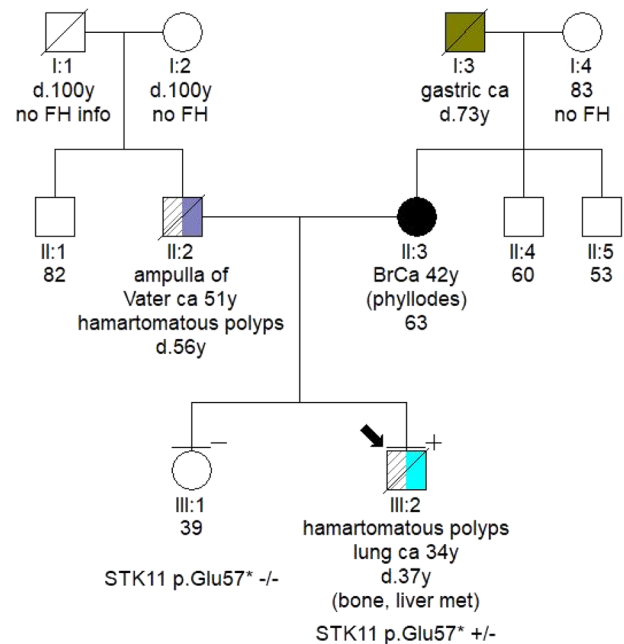 I:1
d.100y
no FH info
I:2
d.100y
no FH
I:3
gastric ca
d.73y
I:4
83
no FH
II:1
82
II:2
ampulla of
Vater ca 51y
hamartomatous polyps
d.56y
II:3
BrCa 42y
(phyllodes)
63
II:4
60
II:5
53
−
III:1
39
STK11 p.Glu57* -/-
+
III:2
hamartomatous polyps
lung ca 34y
d.37y
(bone, liver met)
STK11 p.Glu57* +/-